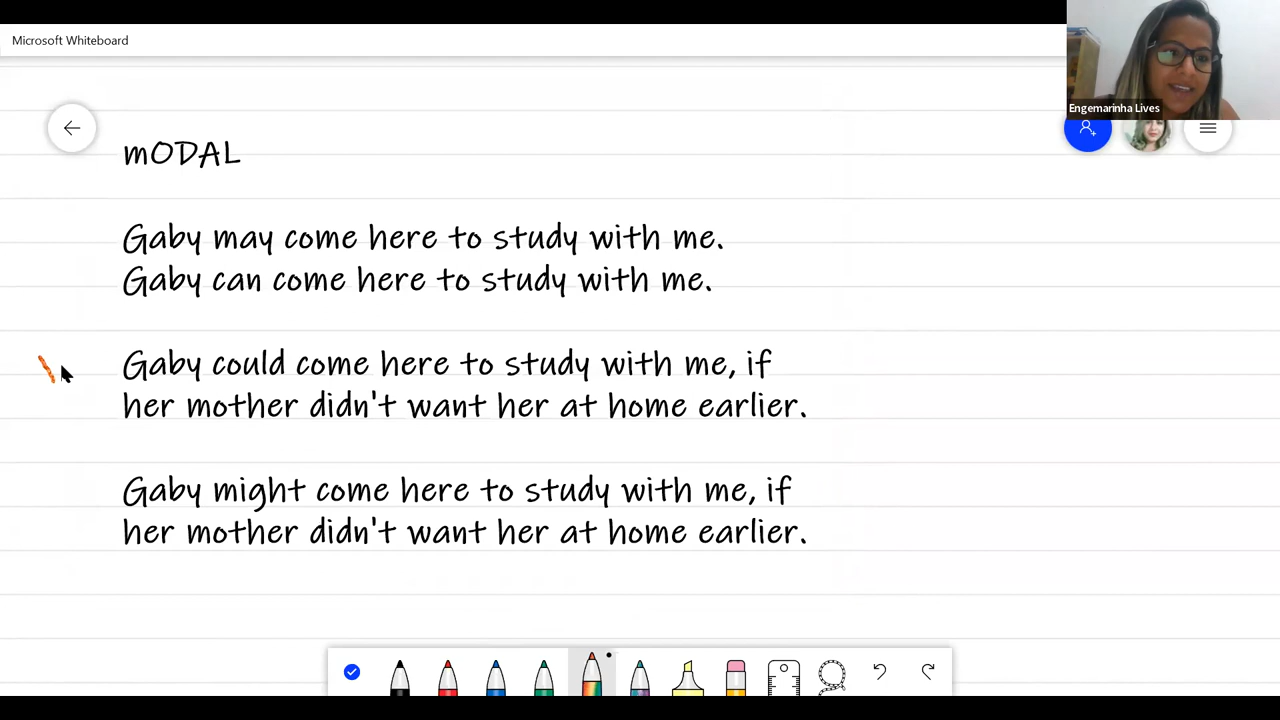 Microsoft Whiteboard
Engemarinha Lives
mODAL
Gaby may come here to study with me.
Gaby can come here to study with me.
Gaby could come here to study with me, if
her mother didn't want her at home earlier.
Gaby might come here to study with me, if
her mother didn't want her at home earlier.